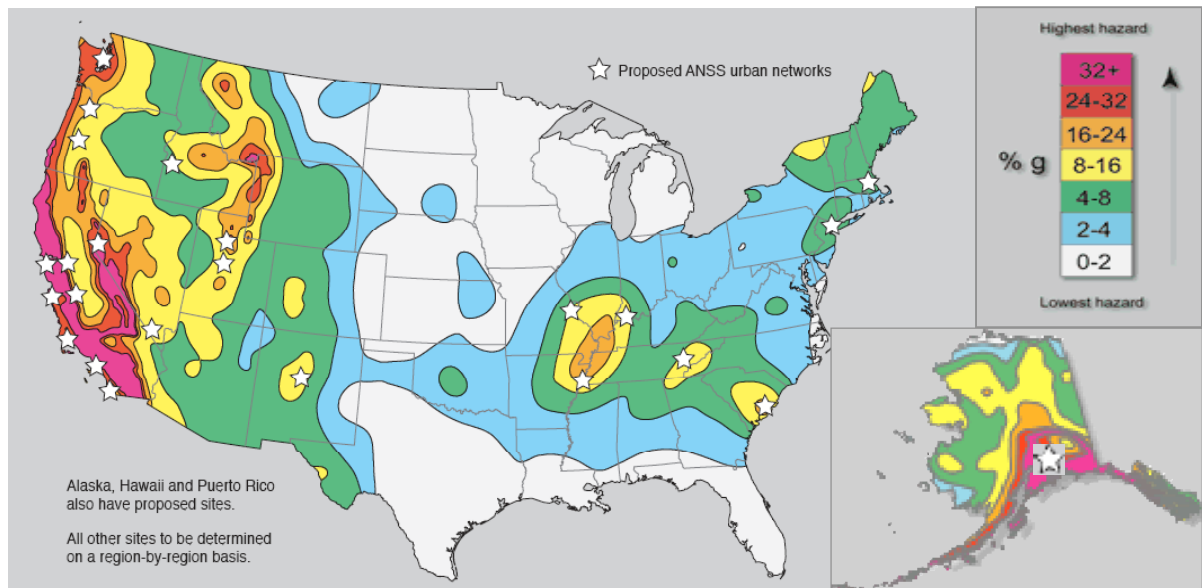 Proposed ANSS urban networks
Highest hazard
32+
24-32
16-24
% g
8-16
4-8
2-4
0-2
Lowest hazard
Alaska, Hawaii and Puerto Rico
also have proposed sites.
All other sites to be determined
on a region-by-region basis.